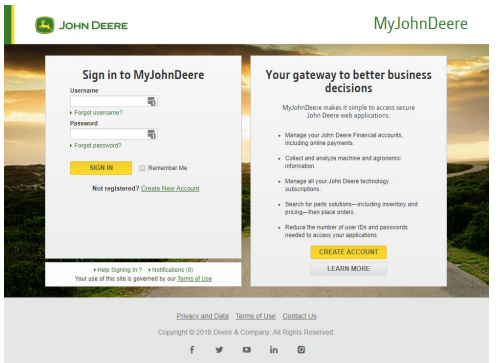 JOHN DEERE
MyJohnDeere
Sign in to MyJohnDeere
Username
Forgot username?
Password
Forgot password?
SIGN IN
Remember Me
Not registered? Create New Account
Help Signing In ? Notifications (0)
Your use of this site is governed by our Terms of Use
Your gateway to better business
decisions
MyJohnDeere makes it simple to access secure
John Deere web applications:
Manage your John Deere Financial accounts,
including online payments.
Collect and analyze machine and agronomic
information.
Manage all your John Deere technology
subscriptions.
Search for parts solutions—including inventory and
pricing—then place orders.
Reduce the number of user IDs and passwords
needed to access your applications.
CREATE ACCOUNT
LEARN MORE
Privacy and Data Terms of Use Contact Us
Copyright © 2018 Deere & Company. All Rights Reserved.